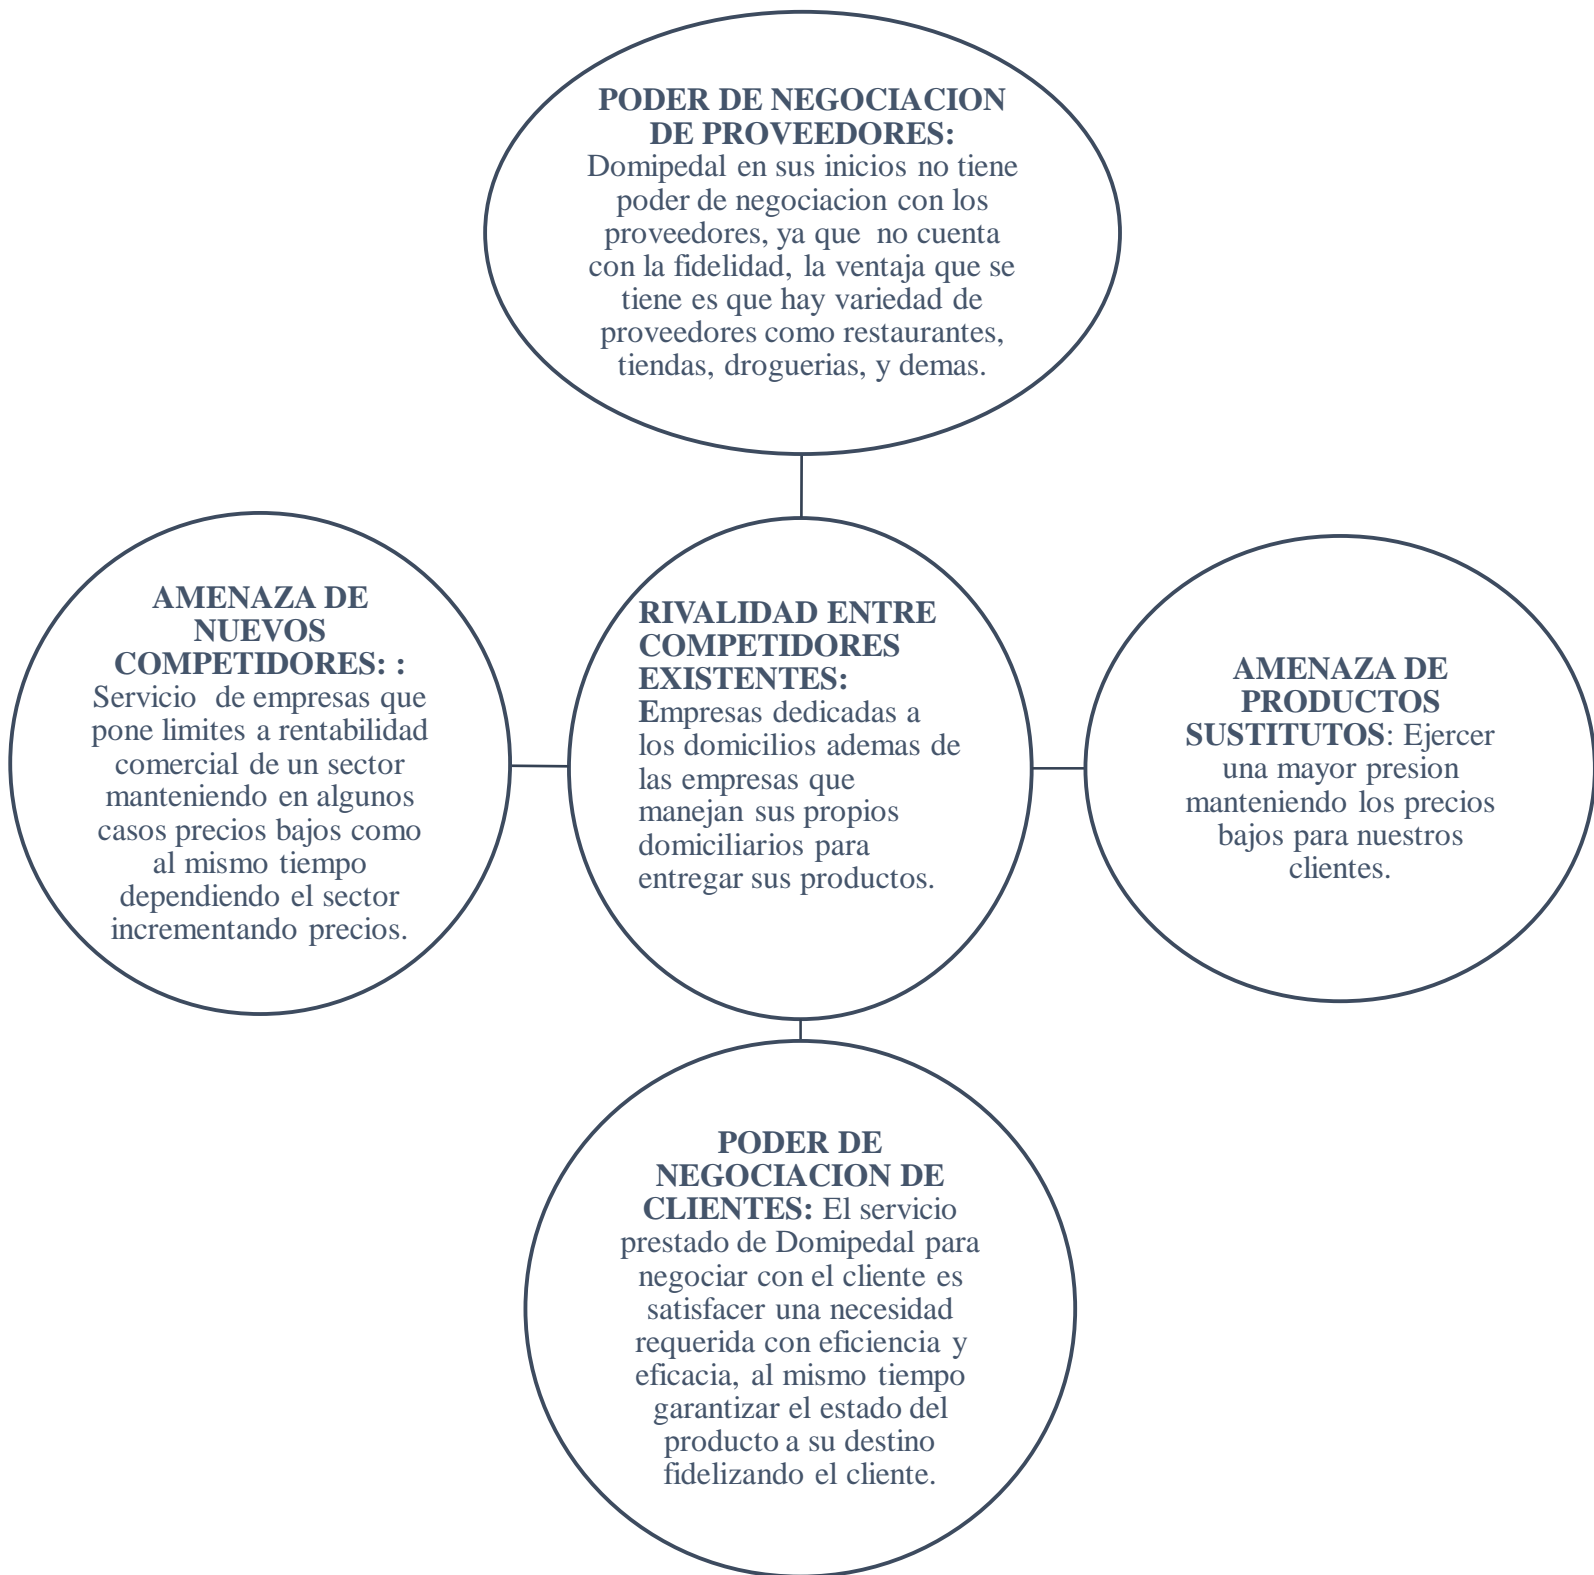 PODER DE NEGOCIACION
DE PROVEEDORES:
Domipedal en sus inicios no tiene
poder de negociacion con los
proveedores, ya que no cuenta
con la fidelidad, la ventaja que se
tiene es que hay variedad de
proveedores como restaurantes,
tiendas, droguerias, y demas.
AMENAZA DE
NUEVOS
COMPETIDORES: :
Servicio de empresas que
pone limites a rentabilidad
comercial de un sector
manteniendo en algunos
casos precios bajos como
al mismo tiempo
dependiendo el sector
incrementando precios.
RIVALIDAD ENTRE
COMPETIDORES
EXISTENTES:
Empresas dedicadas a
los domicilios ademas de
las empresas que
manejan sus propios
domiciliarios para
entregar sus productos.
AMENAZA DE
PRODUCTOS
SUSTITUTOS: Ejercer
una mayor presion
manteniendo los precios
bajos para nuestros
clientes.
PODER DE
NEGOCIACION DE
CLIENTES: El servicio
prestado de Domipedal para
negociar con el cliente es
satisfacer una necesidad
requerida con eficiencia y
eficacia, al mismo tiempo
garantizar el estado del
producto a su destino
fidelizando el cliente.